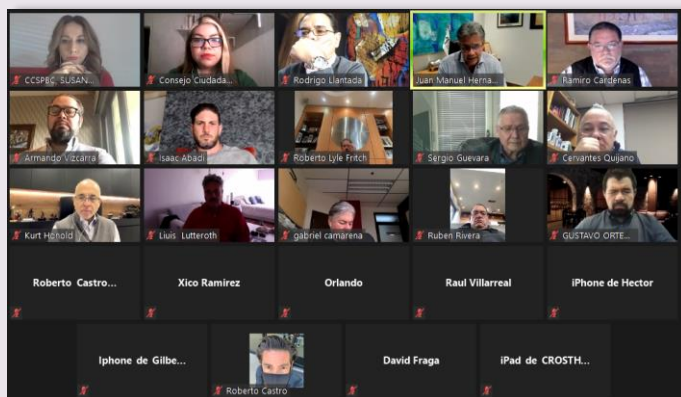 CCSPBC, SUSAN...
Consejo Ciudada...
Rodrigo Llantada
Juan Manuel Herna...
Ramiro Cardenas
Armando Vizcarra
Isaac Abadi
Roberto Lyle Fritch
Sergio Guevara
Cervantes Quijano
Kurt Honold
Lluis Lutteroth
gabriel camarena
Ruben Rivera
GUSTAVO ORTE...
Roberto Castro...
Xico Ramirez
Orlando
Raul Villarreal
iPhone de Hector
Iphone de Gilbe...
Roberto Castro
David Fraga
iPad de CROSTH...